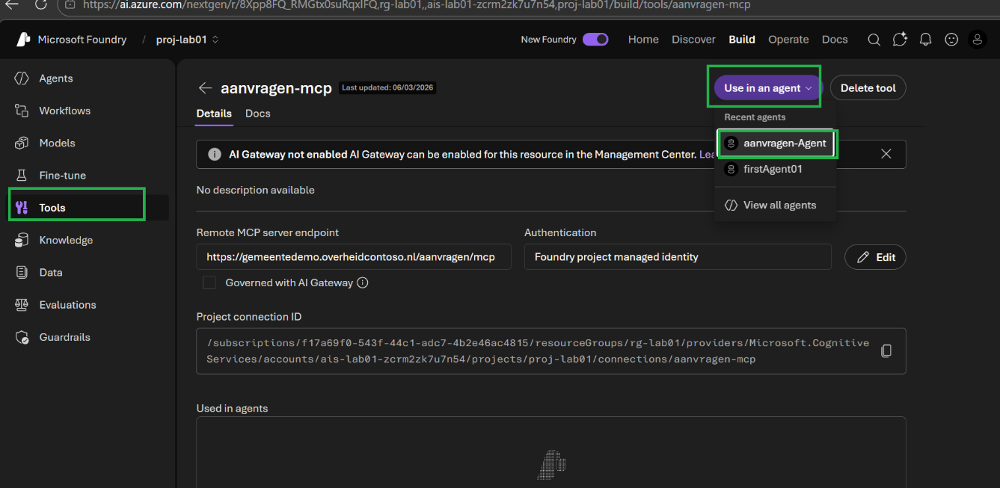 https://ai.azure.com/nextgen/r/8Xpp8FQ_RMGtx0suRqxIFQ,rg-lab01,,ais-lab01-zcrm2zk7u7n54,proj-lab01/build/tools/aanvragen-mcp
Microsoft Foundry / proj-lab01 New Foundry Home Discover Build Operate Docs
Agents
Workflows
Models
Fine-tune
Tools
Knowledge
Data
Evaluations
Guardrails
aanvragen-mcp Last updated: 06/03/2026 Use in an agent Delete tool
Details Docs
Recent agents
aanvragen-Agent
firstAgent01
View all agents
AI Gateway not enabled AI Gateway can be enabled for this resource in the Management Center.
No description available
Remote MCP server endpoint Authentication
https://gemeentedemo.overheidcontoso.nl/aanvragen/mcp Foundry project managed identity Edit
Governed with AI Gateway
Project connection ID
/subscriptions/f17a69f0-543f-44c1-adc7-4b2e46ac4815/resourceGroups/rg-lab01/providers/Microsoft.Cognitive
Services/accounts/ais-lab01-zcrm2zk7u7n54/projects/proj-lab01/connections/aanvragen-mcp
Used in agents